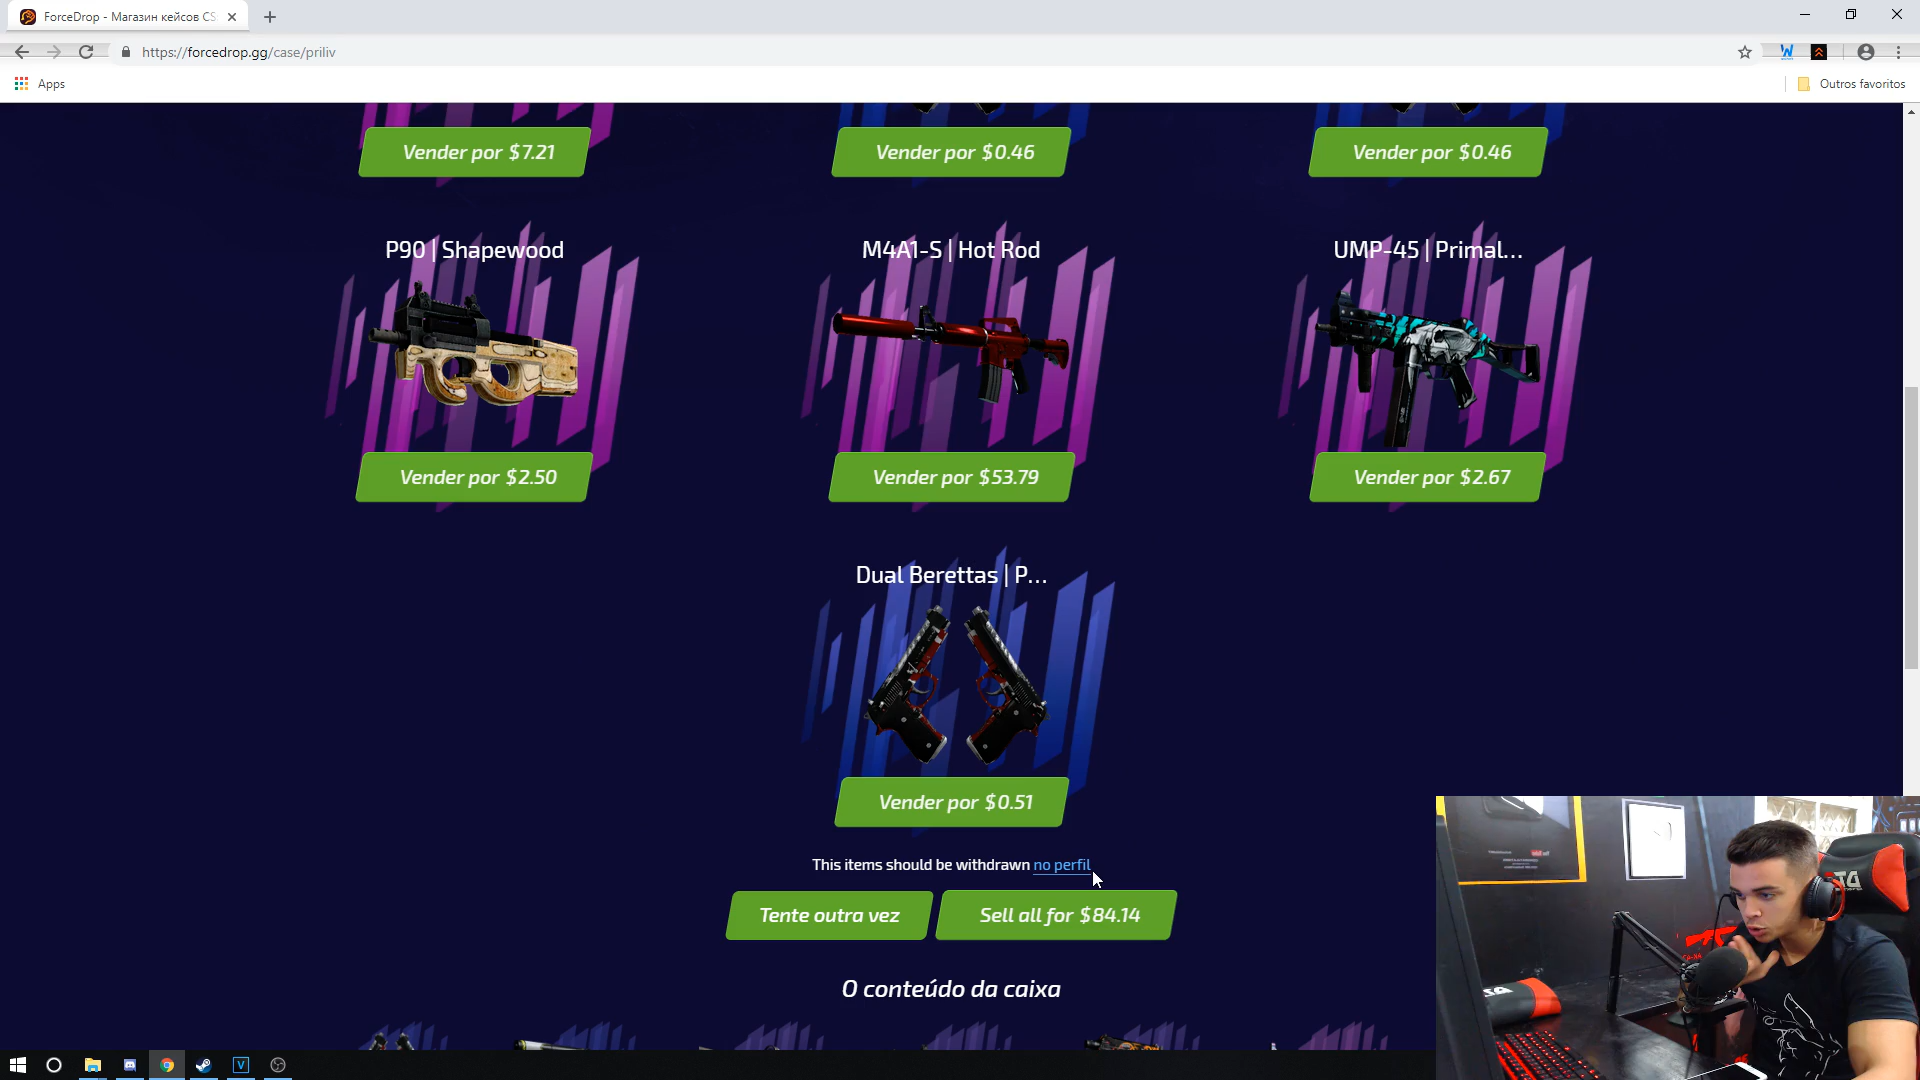 ForceDrop - Магазин кейсов CS:
https://forcedrop.gg/case/priliv
Apps
Outros favoritos
Vender por $7.21
Vender por $0.46
Vender por $0.46
P90 | Shapewood
M4A1-S | Hot Rod
UMP-45 | Primal...
Vender por $2.50
Vender por $53.79
Vender por $2.67
Dual Berettas | P...
Vender por $0.51
This items should be withdrawn no perfil
Tente outra vez
Sell all for $84.14
O conteúdo da caixa